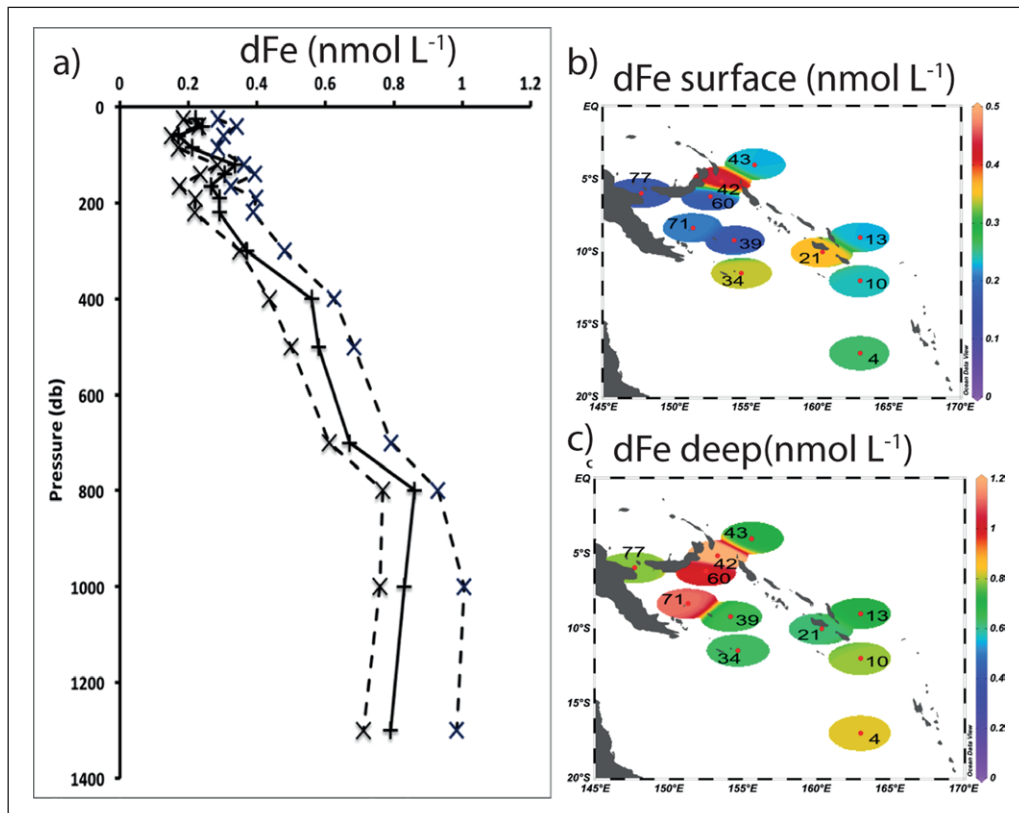 a)
dFe (nmol L⁻¹)
0 0.2 0.4 0.6 0.8 1 1.2
0
200
400
600
800
1000
1200
1400
Pressure (db)
b)
dFe surface (nmol L⁻¹)
EQ
5°S
10°S
15°S
20°S
145°E 150°E 155°E 160°E 165°E 170°E
43
77
42
60
71
39
13
21
34
10
4
0.5
0.4
0.3
0.2
0.1
0
Ocean Data View
c)
c
dFe deep(nmol L⁻¹)
EQ
5°S
10°S
15°S
20°S
145°E 150°E 155°E 160°E 165°E 170°E
43
77
42
60
71
39
13
21
34
10
4
1.2
1
0.8
0.6
0.4
0.2
0
Ocean Data View